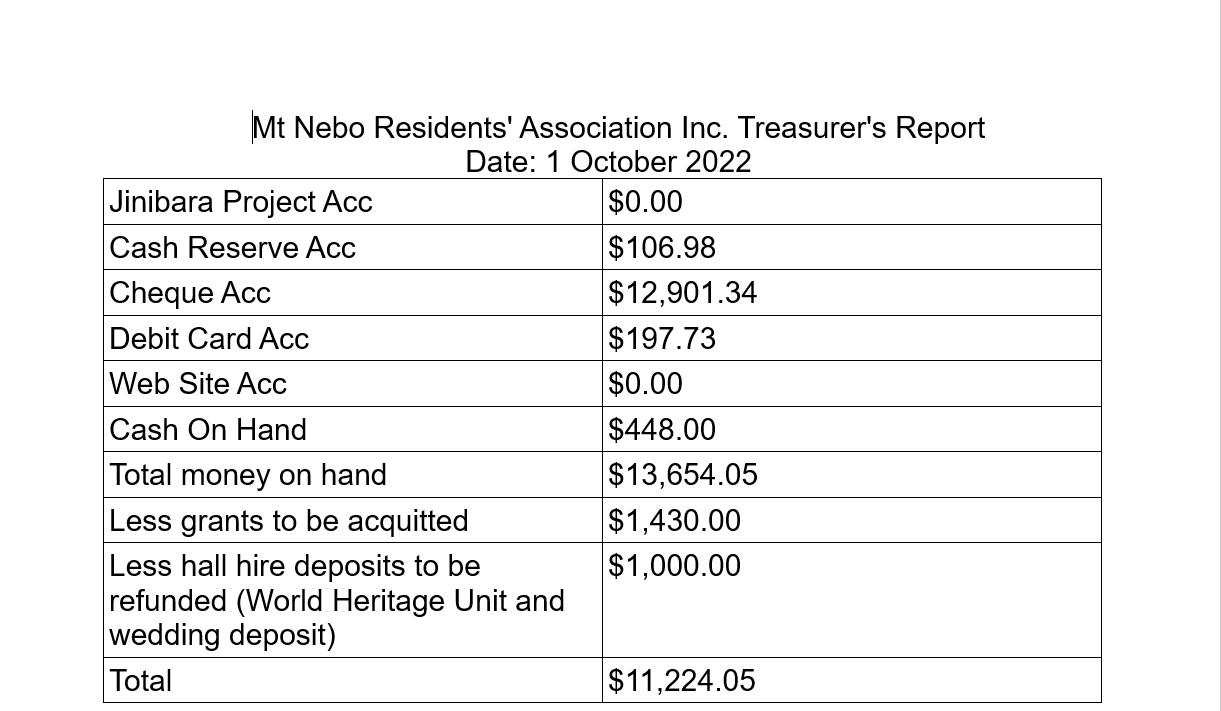 Mt Nebo Residents' Association Inc. Treasurer's Report
Date: 1 October 2022
Jinibara Project Acc $0.00
Cash Reserve Acc $106.98
Cheque Acc $12,901.34
Debit Card Acc $197.73
Web Site Acc $0.00
Cash On Hand $448.00
Total money on hand $13,654.05
Less grants to be acquitted $1,430.00
Less hall hire deposits to be $1,000.00
refunded (World Heritage Unit and
wedding deposit)
Total $11,224.05